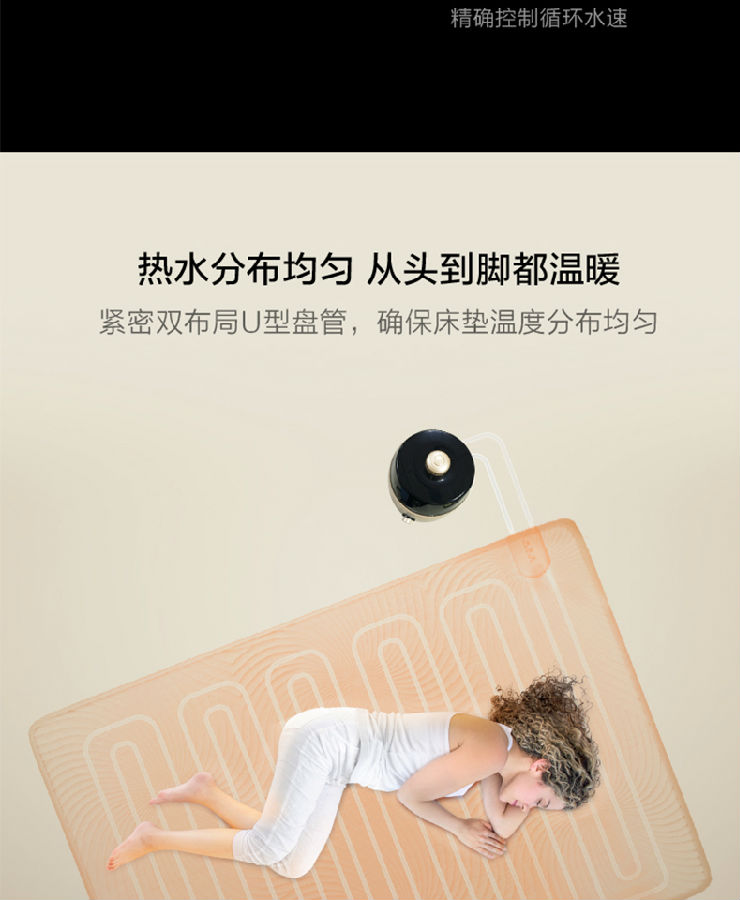 精确控制循环水速
热水分布均匀 从头到脚都温暖
紧密双布局U型盘管，确保床垫温度分布均匀